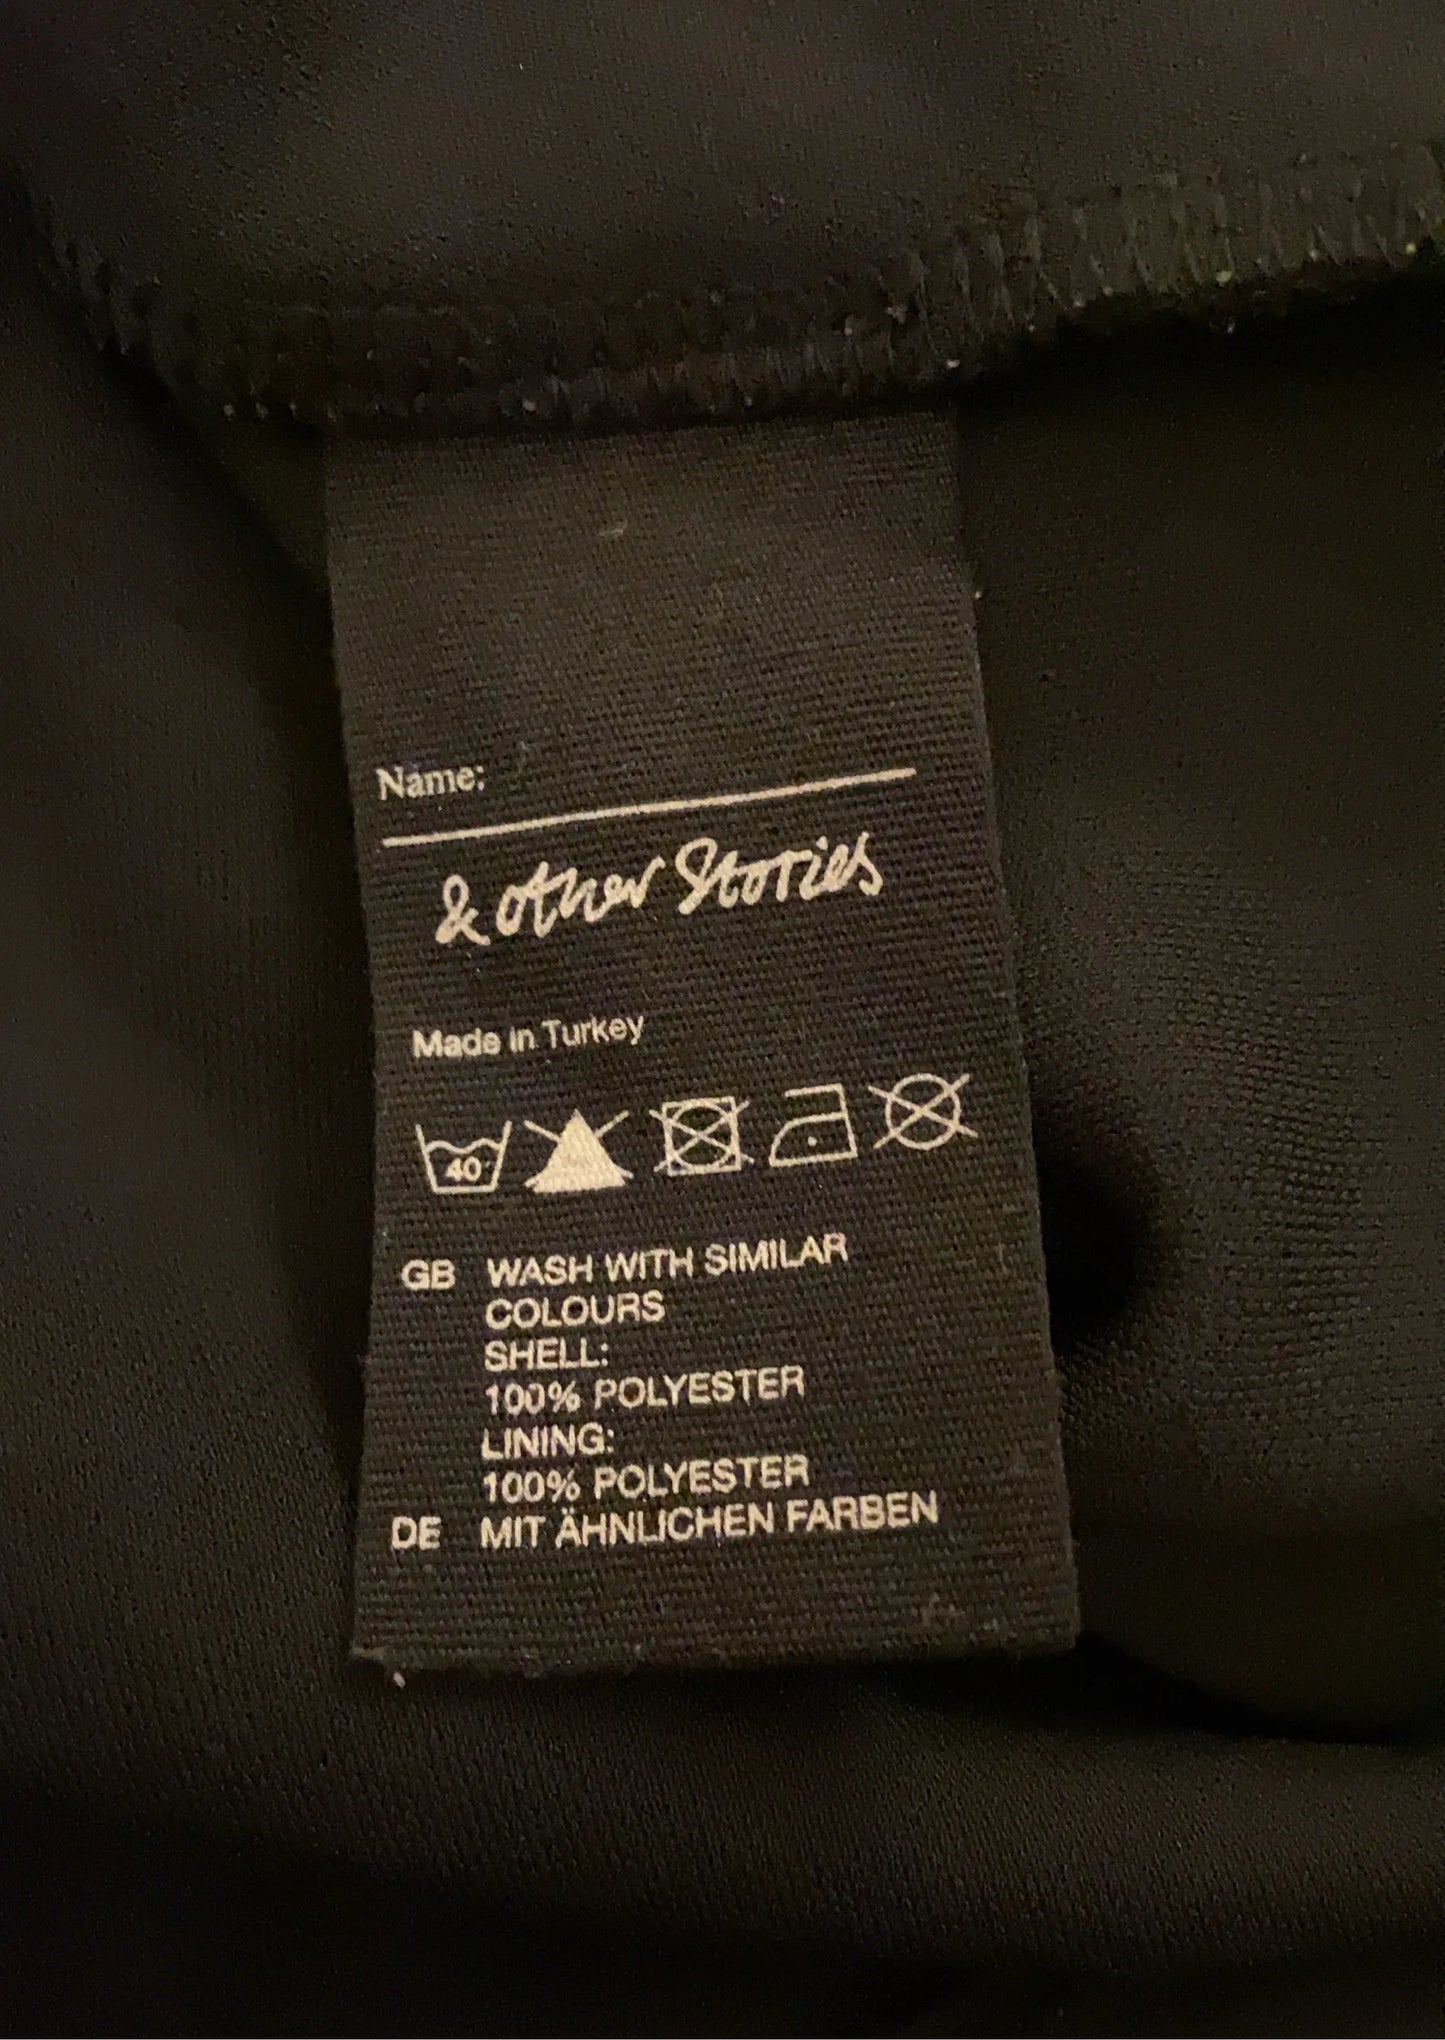 Name:
& other Stories
Made in Turkey
40
GB WASH WITH SIMILAR
COLOURS
SHELL:
100% POLYESTER
LINING:
100% POLYESTER
DE MIT ÄHNLICHEN FARBEN